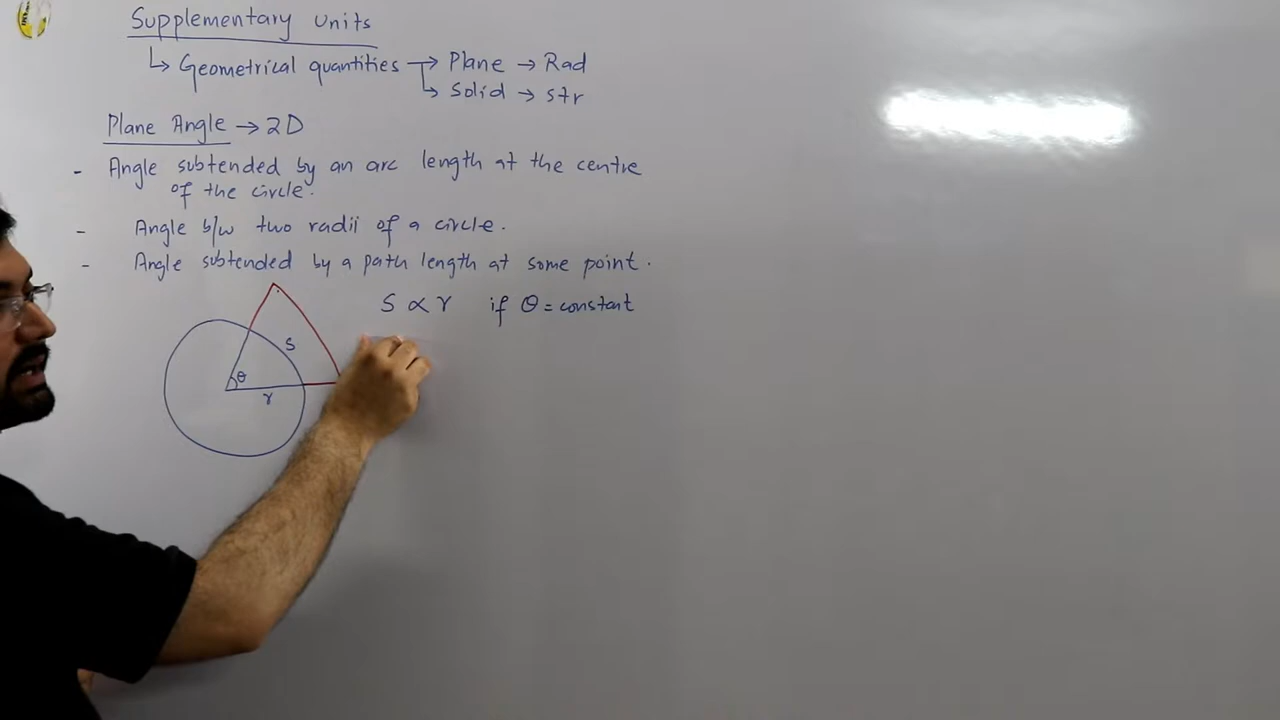 Supplementary units
↳ Geometrical quantities → Plane → Rad
↳ Solid → str
Plane Angle → 2D
- Angle subtended by an arc length at the centre
of the circle.
- Angle b/w two radii of a circle.
- Angle subtended by a path length at some point.
S ∝ r if θ = constant
S
θ
r